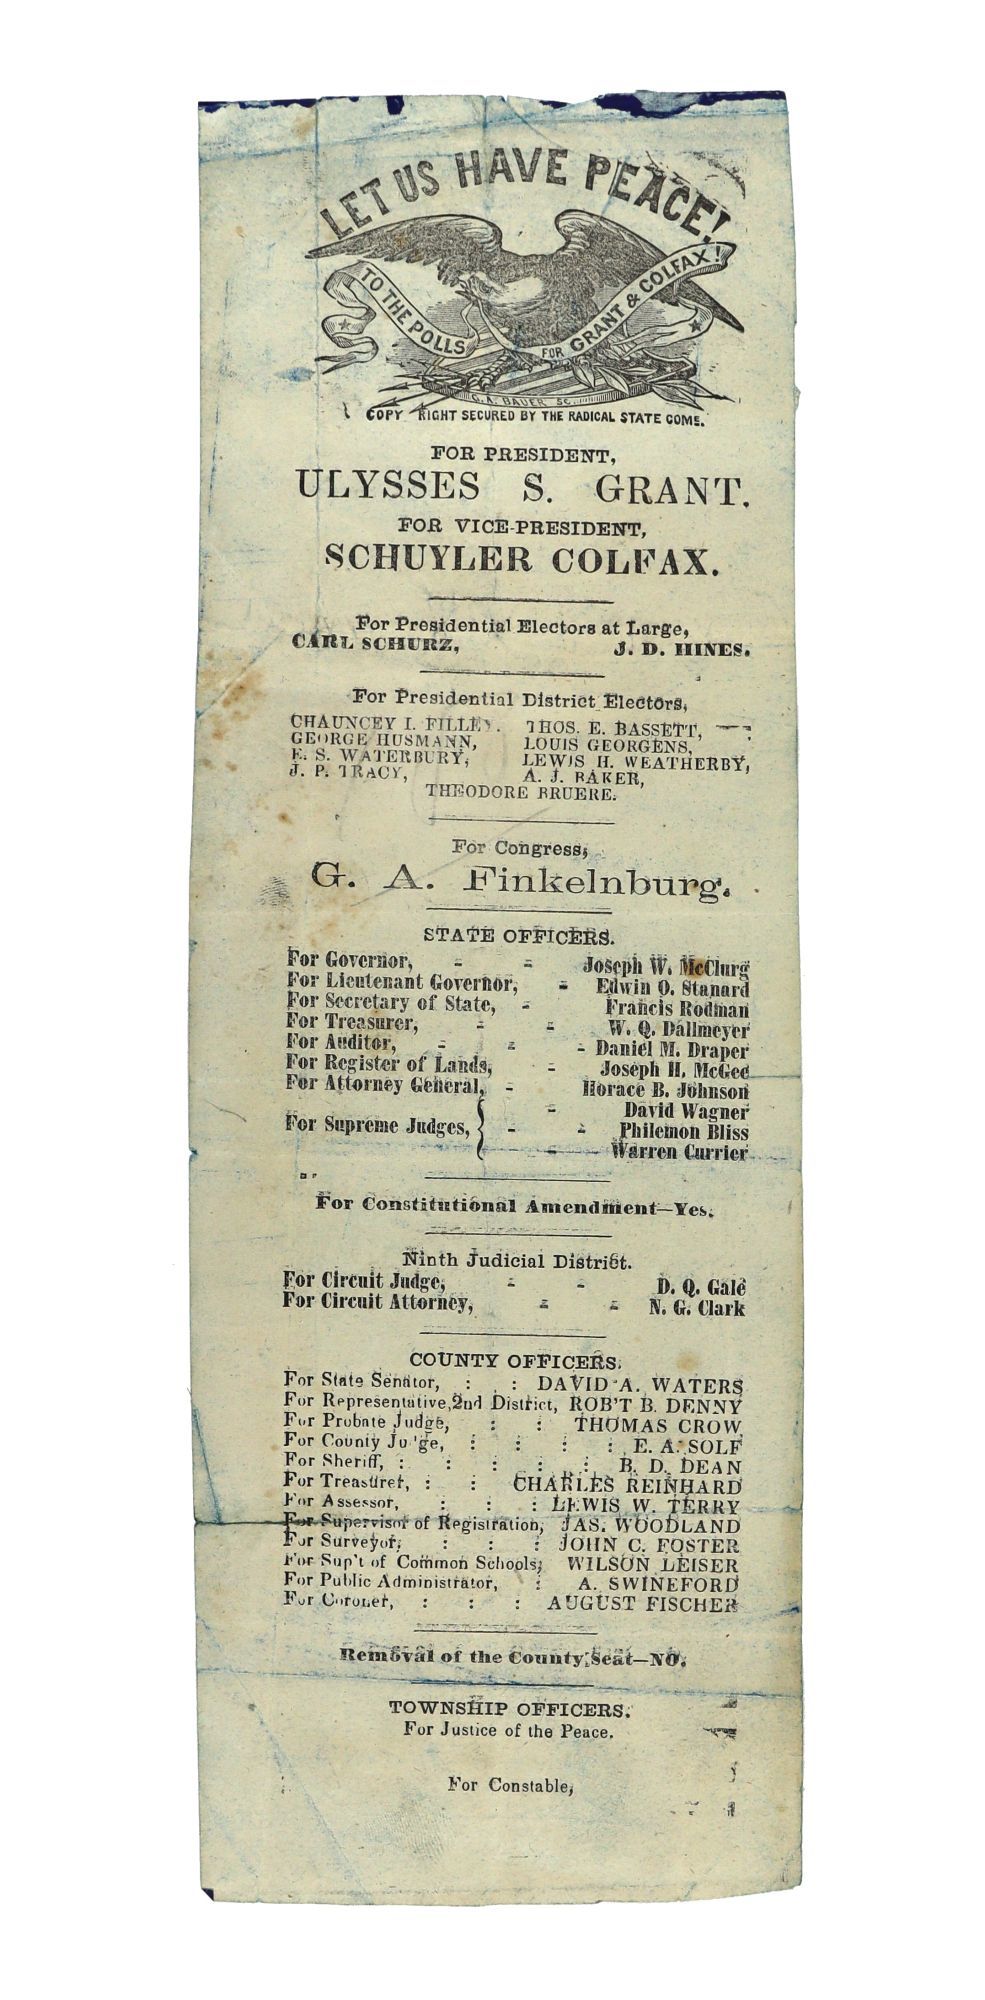 LET US HAVE PEACE!
TO THE POLLS
FOR GRANT & COLFAX!
G. A. BAUER SC.
COPY RIGHT SECURED BY THE RADICAL STATE COME.
FOR PRESIDENT,
ULYSSES S. GRANT.
FOR VICE-PRESIDENT,
SCHUYLER COLFAX.
For Presidential Electors at Large,
CARL SCHURZ, J. D. HINES.
For Presidential District Electors,
CHAUNCEY I. FILLEY. THOS. E. BASSETT,
GEORGE HUSMANN, LOUIS GEORGENS,
E. S. WATERBURY, LEWIS H. WEATHERBY,
J. P. TRACY, A. J. BAKER,
THEODORE BRUERE.
For Congress,
G. A. Finkelnburg.
STATE OFFICERS.
For Governor, - - Joseph W. McClurg
For Lieutenant Governor, - Edwin O. Stanard
For Secretary of State, - Francis Rodman
For Treasurer, - - W. Q. Dallmeyer
For Auditor, - - - Daniel M. Draper
For Register of Lands, - Joseph H. McGee
For Attorney General, - Horace B. Johnson
- David Wagner
For Supreme Judges, { - - Philemon Bliss
- Warren Currier
For Constitutional Amendment—Yes.
Ninth Judicial District.
For Circuit Judge, - - D. Q. Gale
For Circuit Attorney, - - N. G. Clark
COUNTY OFFICERS.
For State Senator, : : DAVID A. WATERS
For Representative, 2nd District, ROB'T B. DENNY
For Probate Judge, : : THOMAS CROW
For County Ju'ge, : : : : E. A. SOLF
For Sheriff, : : : : : B. D. DEAN
For Treasurer, : : CHARLES REINHARD
For Assessor, : : : LEWIS W. TERRY
For Supervisor of Registration, JAS. WOODLAND
For Surveyor, : : : JOHN C. FOSTER
For Sup't of Common Schools, WILSON LEISER
For Public Administrator, : A. SWINEFORD
For Coroner, : : : AUGUST FISCHER
Removal of the County Seat—NO.
TOWNSHIP OFFICERS.
For Justice of the Peace.
For Constable,